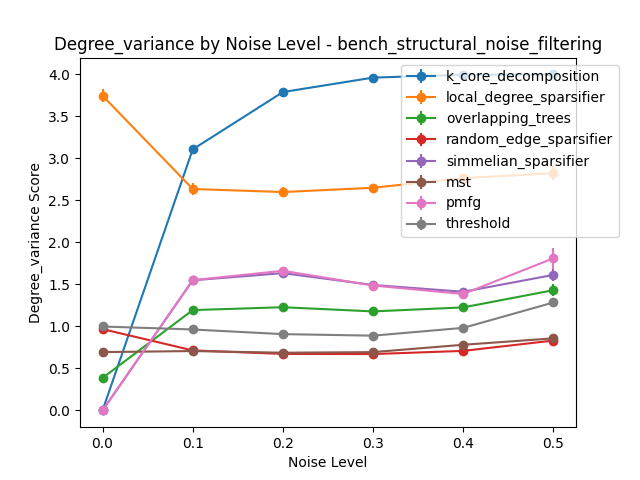 Degree_variance by Noise Level - bench_structural_noise_filtering
Degree_variance Score
4.0
3.5
3.0
2.5
2.0
1.5
1.0
0.5
0.0
k_core_decomposition
local_degree_sparsifier
overlapping_trees
random_edge_sparsifier
simmelian_sparsifier
mst
pmfg
threshold
0.0 0.1 0.2 0.3 0.4 0.5
Noise Level